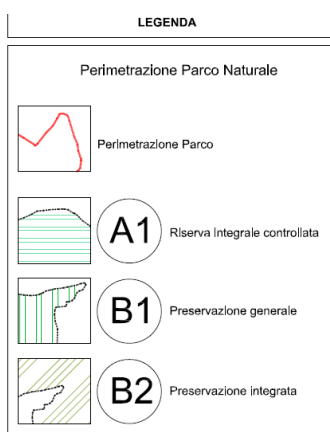 LEGENDA
Perimetrazione Parco Naturale
Perimetrazione Parco
A1 Riserva Integrale controllata
B1 Preservazione generale
B2 Preservazione integrata